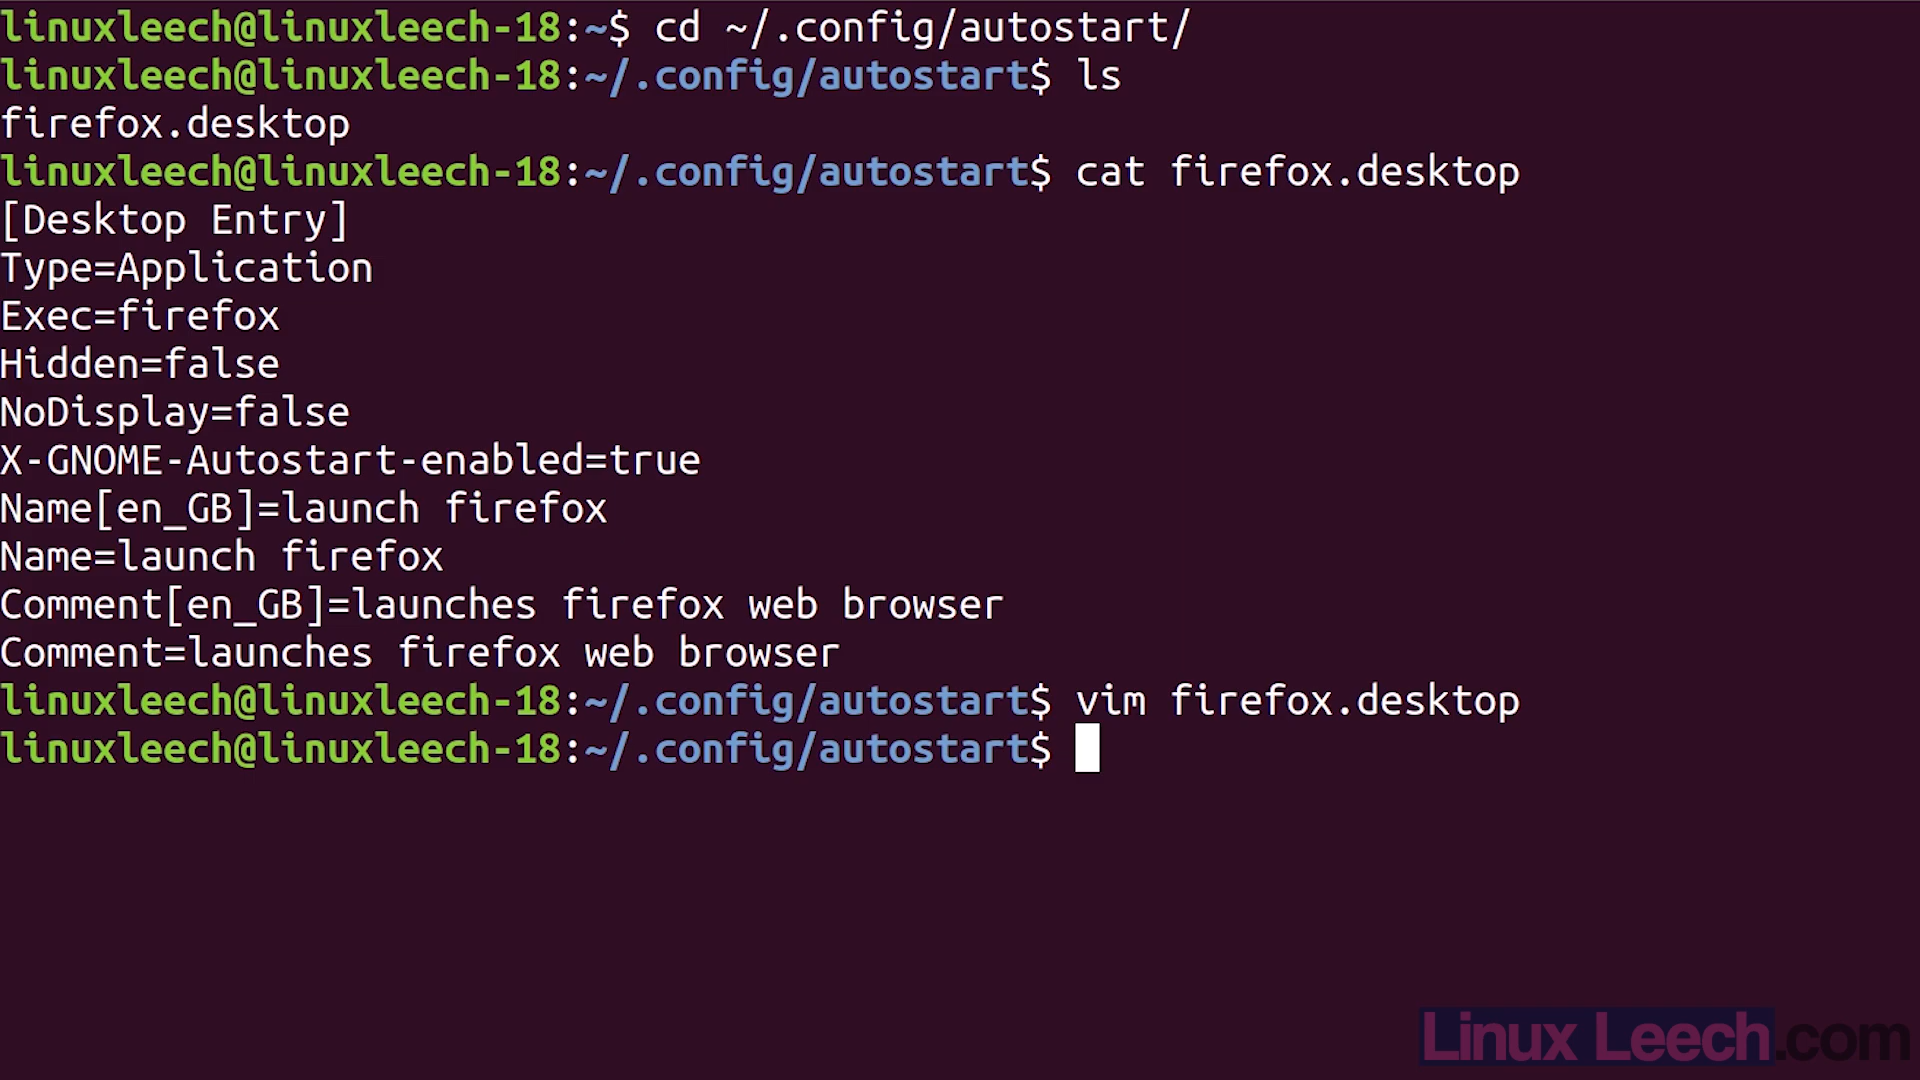 linuxleech@linuxleech-18:~$ cd ~/.config/autostart/
linuxleech@linuxleech-18:~/.config/autostart$ ls
firefox.desktop
linuxleech@linuxleech-18:~/.config/autostart$ cat firefox.desktop
[Desktop Entry]
Type=Application
Exec=firefox
Hidden=false
NoDisplay=false
X-GNOME-Autostart-enabled=true
Name[en_GB]=launch firefox
Name=launch firefox
Comment[en_GB]=launches firefox web browser
Comment=launches firefox web browser
linuxleech@linuxleech-18:~/.config/autostart$ vim firefox.desktop
linuxleech@linuxleech-18:~/.config/autostart$
Linux Leech.com